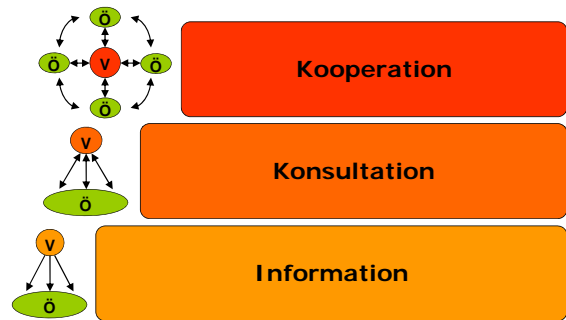 Ö
Ö V Ö
Ö
Kooperation
V
Ö
Konsultation
V
Ö
Information